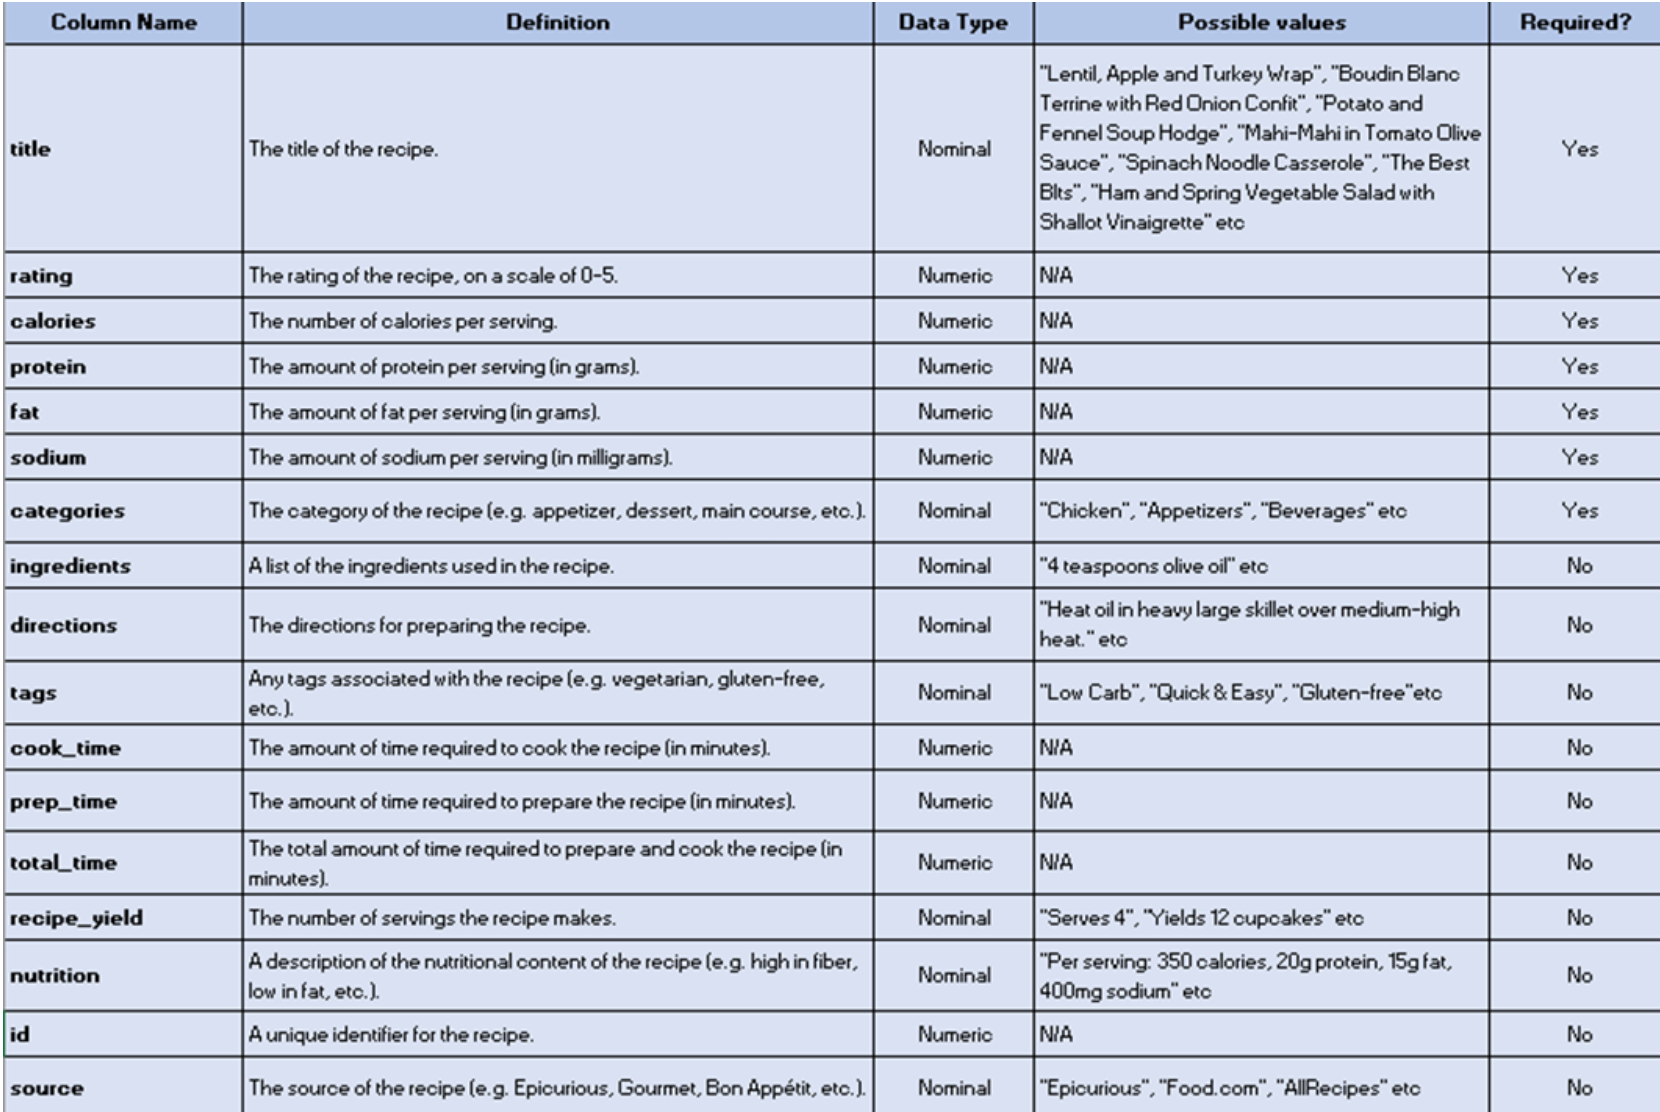 Column Name Definition Data Type Possible values Required?
"Lentil, Apple and Turkey Wrap", "Boudin Blanc
Terrine with Red Onion Confit", "Potato and
Fennel Soup Hodge", "Mahi-Mahi in Tomato Olive
title The title of the recipe. Nominal Sauce", "Spinach Noodle Casserole", "The Best Yes
Blts", "Ham and Spring Vegetable Salad with
Shallot Vinaigrette" etc
rating The rating of the recipe, on a scale of 0-5. Numeric N/A Yes
calories The number of calories per serving. Numeric N/A Yes
protein The amount of protein per serving (in grams). Numeric N/A Yes
fat The amount of fat per serving (in grams). Numeric N/A Yes
sodium The amount of sodium per serving (in milligrams). Numeric N/A Yes
categories The category of the recipe (e.g. appetizer, dessert, main course, etc.). Nominal "Chicken", "Appetizers", "Beverages" etc Yes
ingredients A list of the ingredients used in the recipe. Nominal "4 teaspoons olive oil" etc No
directions The directions for preparing the recipe. Nominal "Heat oil in heavy large skillet over medium-high
heat." etc No
tags Any tags associated with the recipe (e.g. vegetarian, gluten-free,
etc.). Nominal "Low Carb", "Quick & Easy", "Gluten-free"etc No
cook_time The amount of time required to cook the recipe (in minutes). Numeric N/A No
prep_time The amount of time required to prepare the recipe (in minutes). Numeric N/A No
total_time The total amount of time required to prepare and cook the recipe (in
minutes). Numeric N/A No
recipe_yield The number of servings the recipe makes. Nominal "Serves 4", "Yields 12 cupcakes" etc No
nutrition A description of the nutritional content of the recipe (e.g. high in fiber,
low in fat, etc.). Nominal "Per serving: 350 calories, 20g protein, 15g fat,
400mg sodium" etc No
id A unique identifier for the recipe. Numeric N/A No
source The source of the recipe (e.g. Epicurious, Gourmet, Bon Appétit, etc.). Nominal "Epicurious", "Food.com", "AllRecipes" etc No